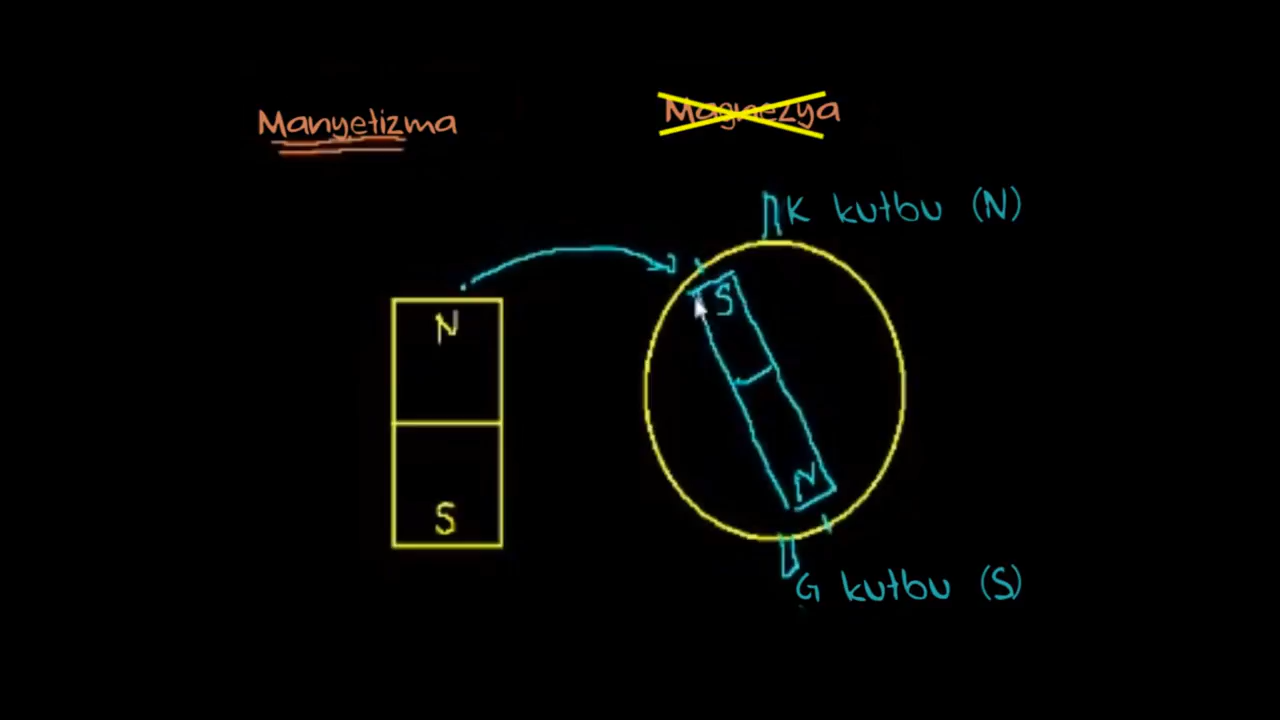 Manyetizma
Magnezya
K kutbu (N)
S
N
N
S
G kutbu (S)